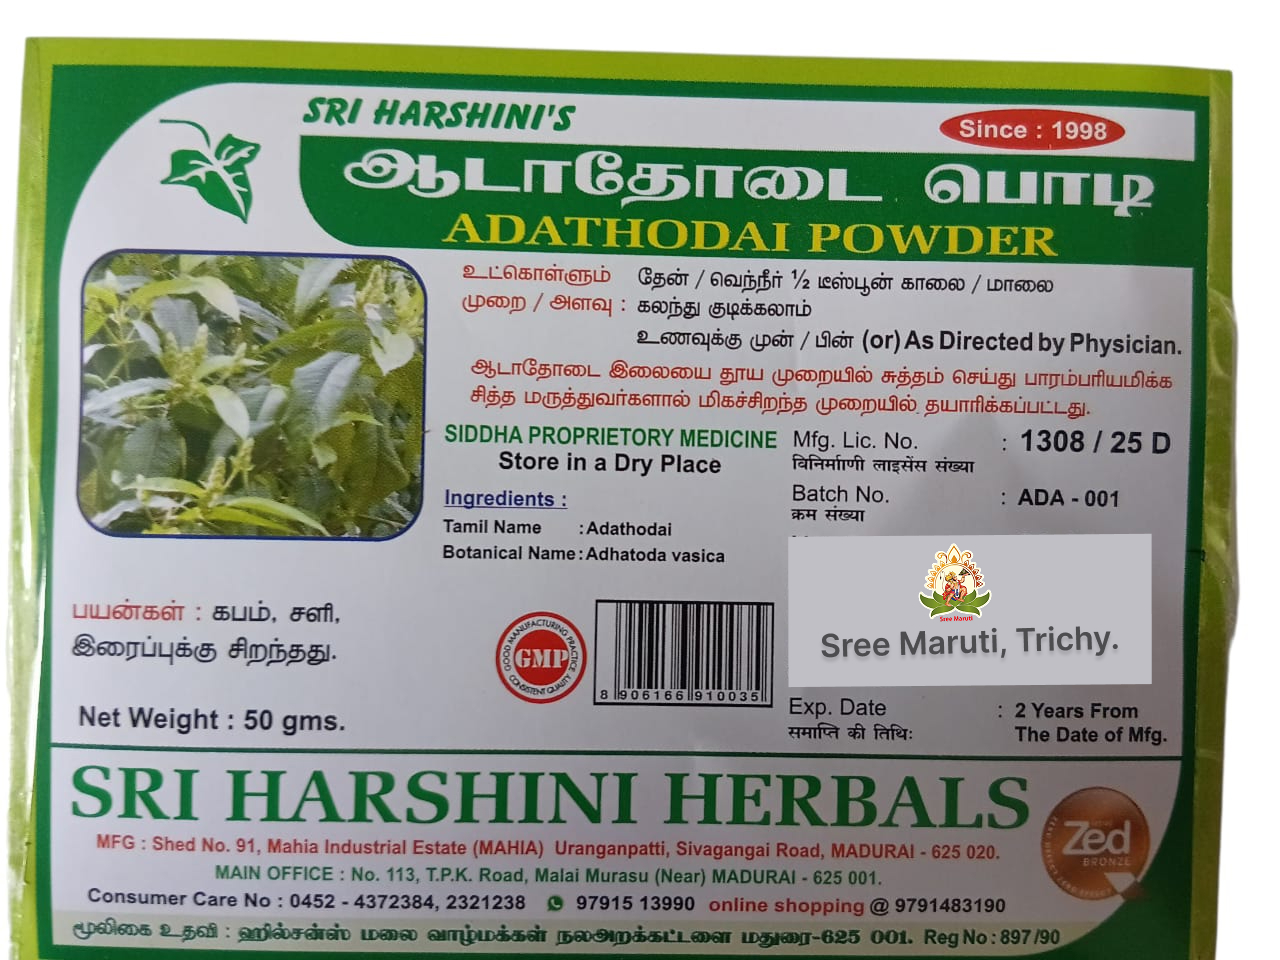 SRI HARSHINI'S
Since : 1998
ஆடாதோடை பொடி
ADATHODAI POWDER
உட்கொள்ளும் தேன் / வெந்நீர் ½ டீஸ்பூன் காலை / மாலை
முறை / அளவு : கலந்து குடிக்கலாம்
உணவுக்கு முன் / பின் (or) As Directed by Physician.
ஆடாதோடை இலையை தூய முறையில் சுத்தம் செய்து பாரம்பரியமிக்க
சித்த மருத்துவர்களால் மிகச்சிறந்த முறையில் தயாரிக்கப்பட்டது.
SIDDHA PROPRIETORY MEDICINE
Store in a Dry Place
Ingredients :
Tamil Name : Adathodai
Botanical Name : Adhatoda vasica
Mfg. Lic. No. : 1308 / 25 D
विनिर्माणी लाइसेंस संख्या
Batch No. : ADA - 001
क्रम संख्या
Sree Maruti
Sree Maruti, Trichy.
Exp. Date : 2 Years From
समाप्ति की तिथि: The Date of Mfg.
பயன்கள் : கபம், சளி,
இரைப்புக்கு சிறந்தது.
Net Weight : 50 gms.
GOOD MANUFACTURING PRACTICE
GMP
CONSISTENT QUALITY
8 906166 910035
SRI HARSHINI HERBALS
MFG : Shed No. 91, Mahia Industrial Estate (MAHIA) Uranganpatti, Sivagangai Road, MADURAI - 625 020.
MAIN OFFICE : No. 113, T.P.K. Road, Malai Murasu (Near) MADURAI - 625 001.
Consumer Care No : 0452 - 4372384, 2321238 97915 13990 online shopping @ 9791483190
மூலிகை உதவி : ஹில்சன்ஸ் மலை வாழ்மக்கள் நலஅறக்கட்டளை மதுரை-625 001. Reg No : 897/90
Zed
BRONZE